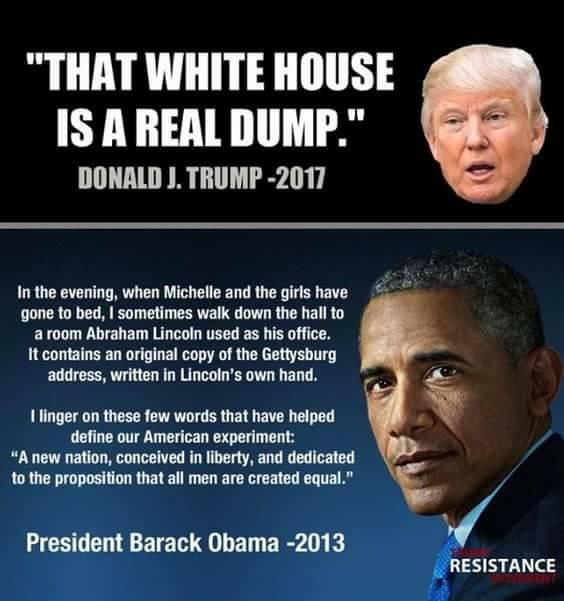 "THAT WHITE HOUSE
IS A REAL DUMP."
DONALD J. TRUMP -2017
In the evening, when Michelle and the girls have
gone to bed, I sometimes walk down the hall to
a room Abraham Lincoln used as his office.
It contains an original copy of the Gettysburg
address, written in Lincoln's own hand.
I linger on these few words that have helped
define our American experiment:
“A new nation, conceived in liberty, and dedicated
to the proposition that all men are created equal.”
President Barack Obama -2013
RESISTANCE
MOVEMENT